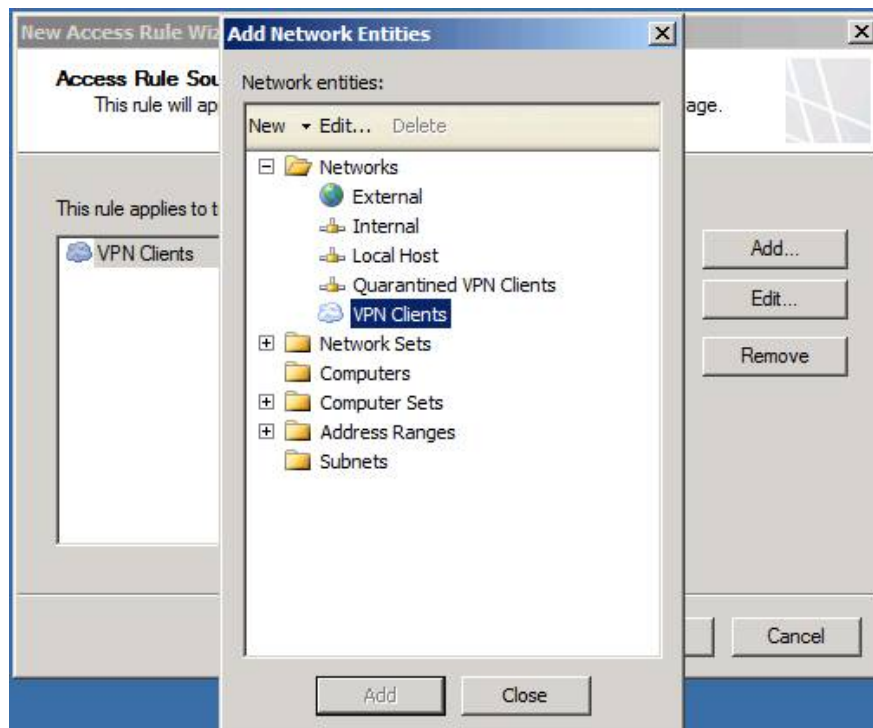 New Access Rule Wiz
Add Network Entities
Access Rule Sou
This rule will ap
age.
This rule applies to t
VPN Clients
Add...
Edit...
Remove
Cancel
Network entities:
New Edit... Delete
Networks
External
Internal
Local Host
Quarantined VPN Clients
VPN Clients
Network Sets
Computers
Computer Sets
Address Ranges
Subnets
Add
Close